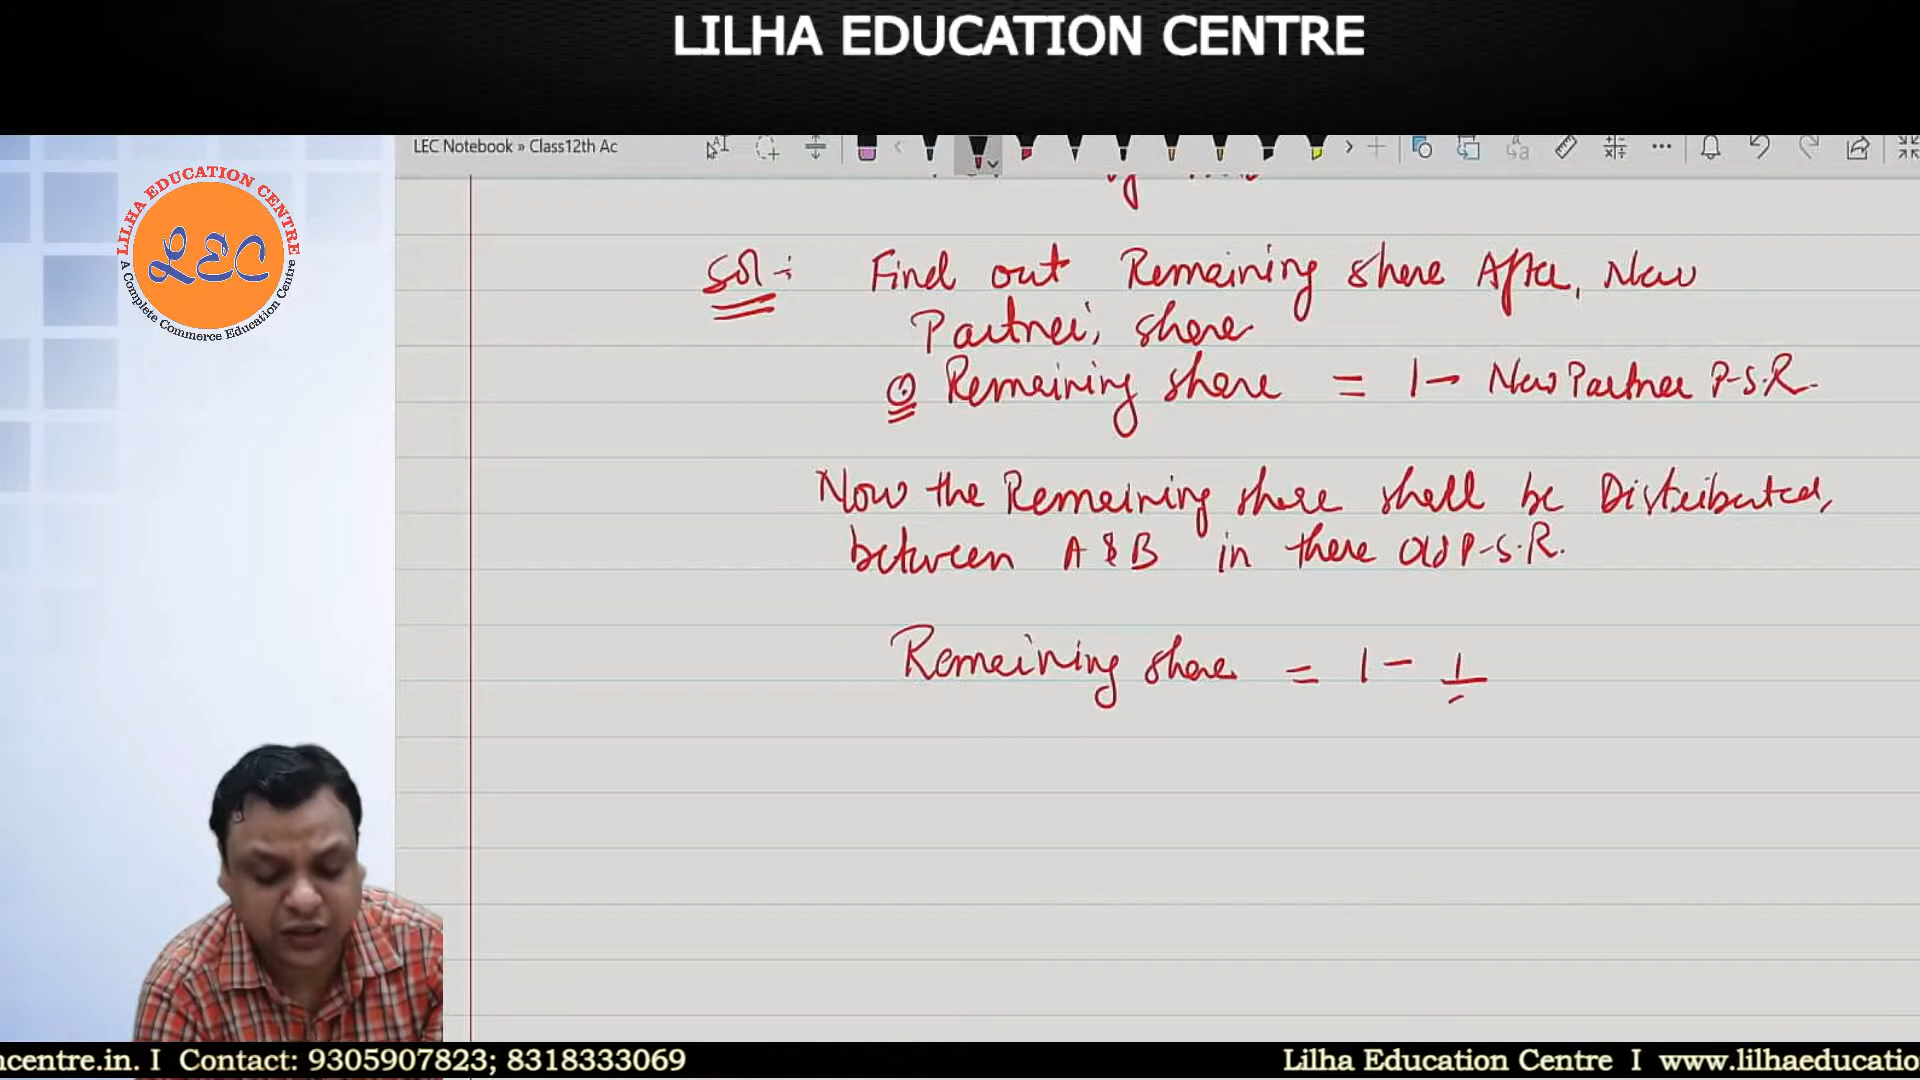 LILHA EDUCATION CENTRE
LEC Notebook » Class12th Ac
LILHA EDUCATION CENTRE
LEC
A Complete Commerce Education Centre
Sol :- Find out Remaining share After, New
Partner, share
Remaining share = 1 - New Partner P.S.R.
Now the Remaining share shall be Distributed,
between A & B in there Old P.S.R.
Remaining share = 1 - 1
ncentre.in. I Contact: 9305907823; 8318333069
Lilha Education Centre I www.lilhaeducatio